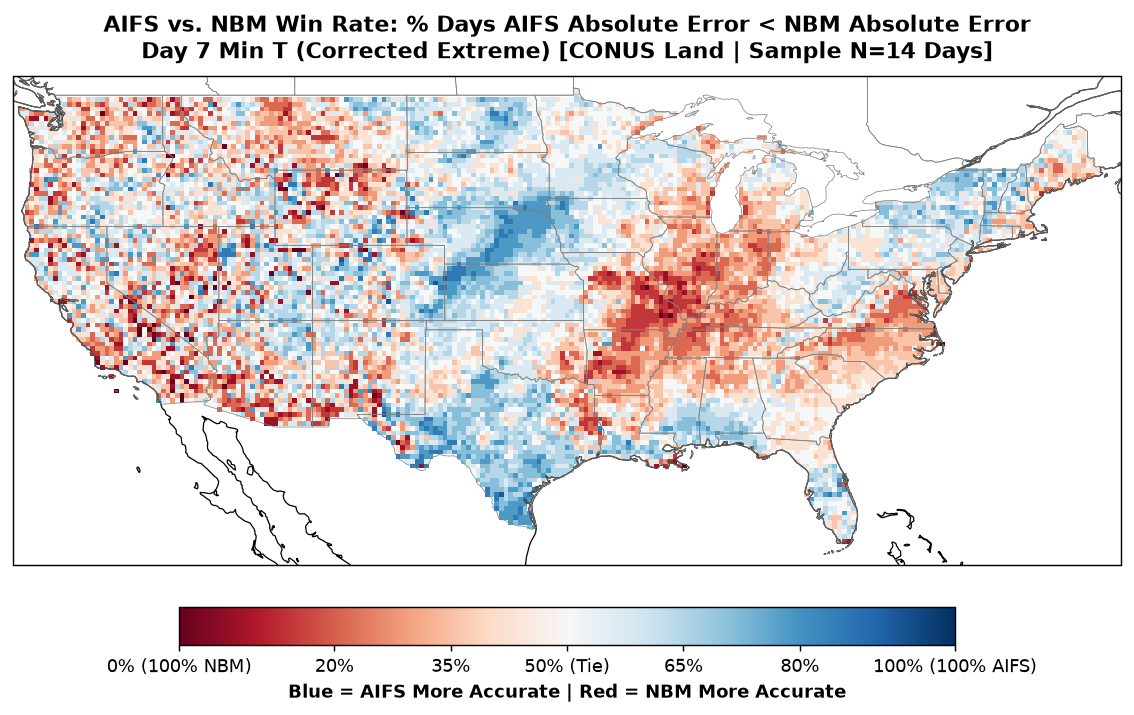 AIFS vs. NBM Win Rate: % Days AIFS Absolute Error < NBM Absolute Error
Day 7 Min T (Corrected Extreme) [CONUS Land | Sample N=14 Days]
0% (100% NBM) 20% 35% 50% (Tie) 65% 80% 100% (100% AIFS)
Blue = AIFS More Accurate | Red = NBM More Accurate